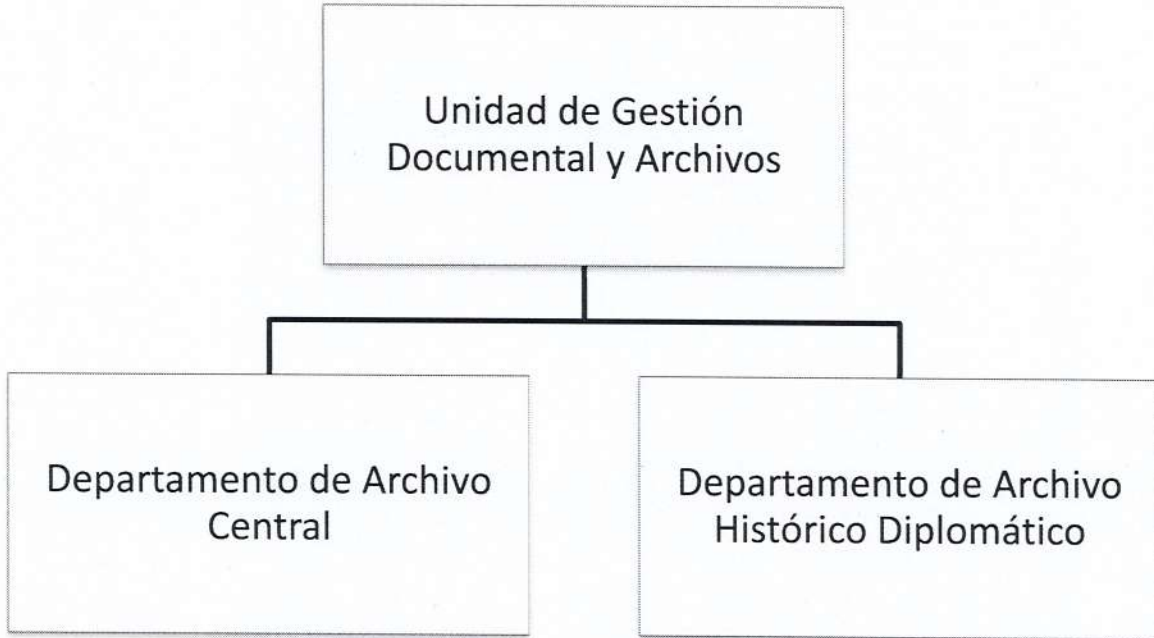 Unidad de Gestión
Documental y Archivos
Departamento de Archivo
Central
Departamento de Archivo
Histórico Diplomático